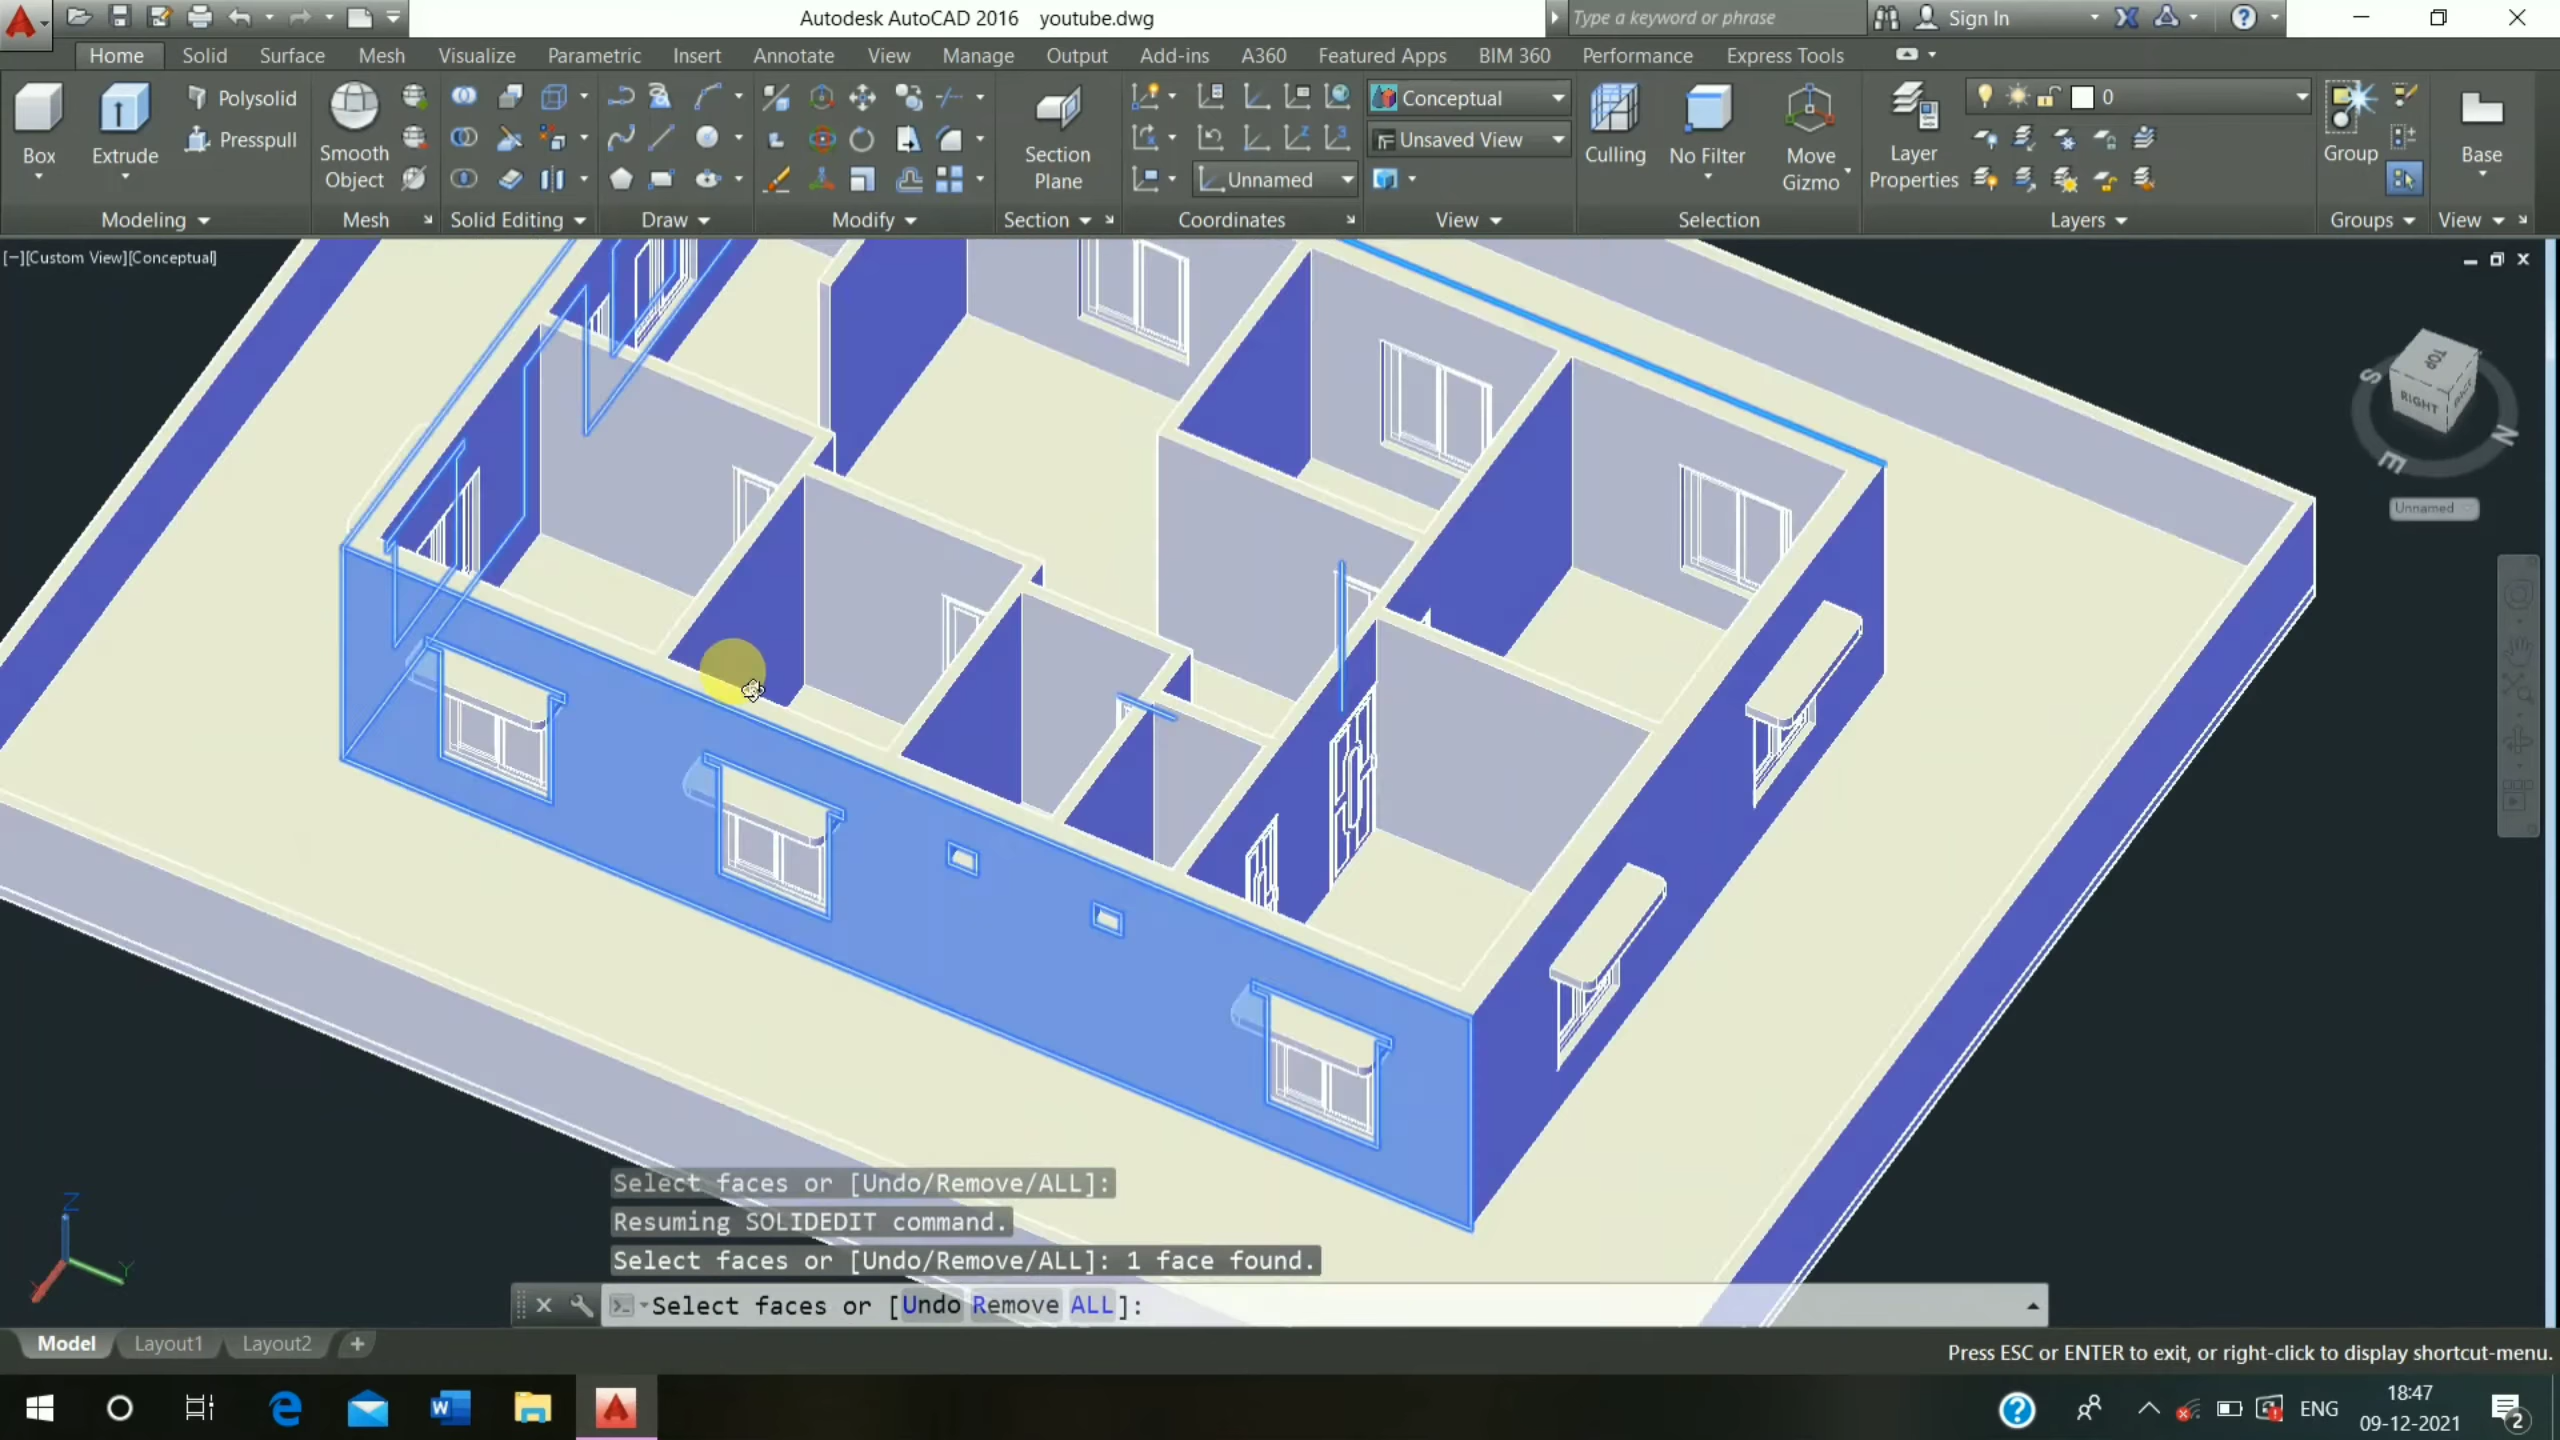 Autodesk AutoCAD 2016 youtube.dwg
Type a keyword or phrase
Sign In
Home Solid Surface Mesh Visualize Parametric Insert Annotate View Manage Output Add-ins A360 Featured Apps BIM 360 Performance Express Tools
Box
Extrude
Polysolid
Presspull
Smooth
Object
Section
Plane
Unnamed
Conceptual
Unsaved View
Culling
No Filter
Move
Gizmo
Layer
Properties
0
Group
Base
Modeling Mesh Solid Editing Draw Modify Section Coordinates View Selection Layers Groups View
[−][Custom View][Conceptual]
TOP
RIGHT
BACK
S
E
N
Unnamed
Z
Y
X
Select faces or [Undo/Remove/ALL]:
Resuming SOLIDEDIT command.
Select faces or [Undo/Remove/ALL]: 1 face found.
Select faces or [Undo Remove ALL]:
Model Layout1 Layout2 +
Press ESC or ENTER to exit, or right-click to display shortcut-menu.
ENG
18:47
09-12-2021
2